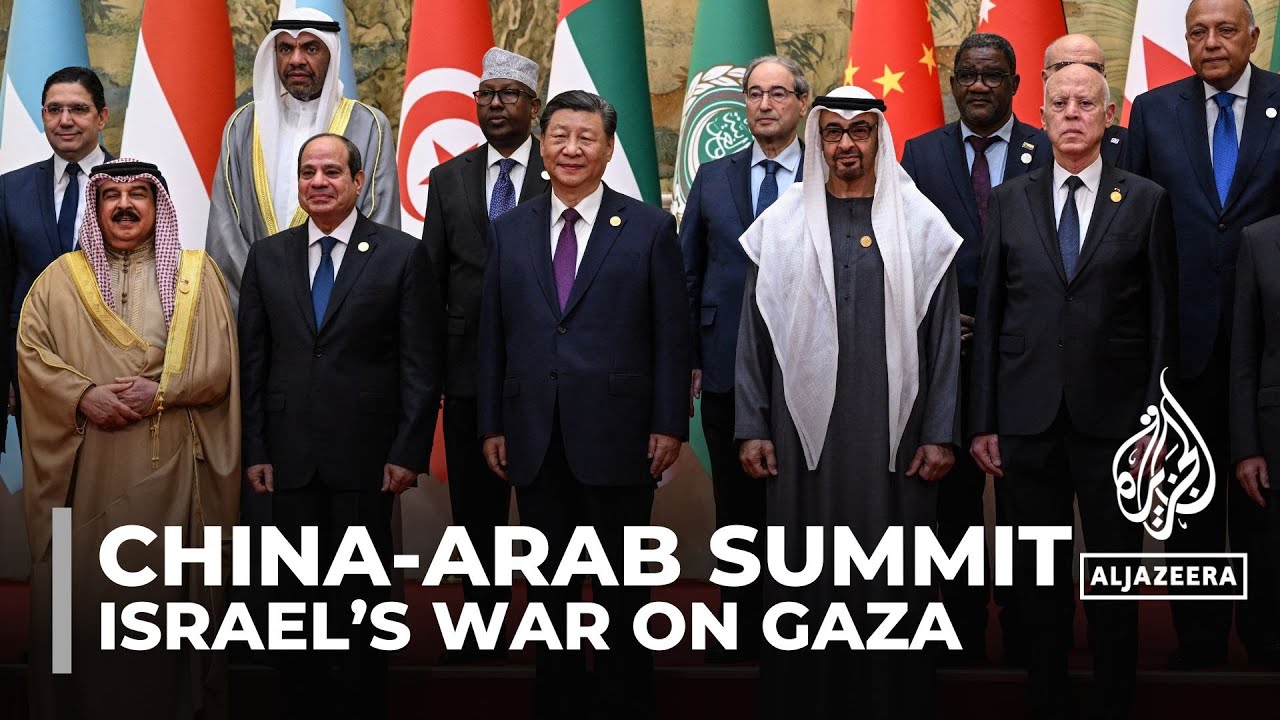 CHINA-ARAB SUMMIT
ISRAEL’S WAR ON GAZA
الجزيرة
ALJAZEERA